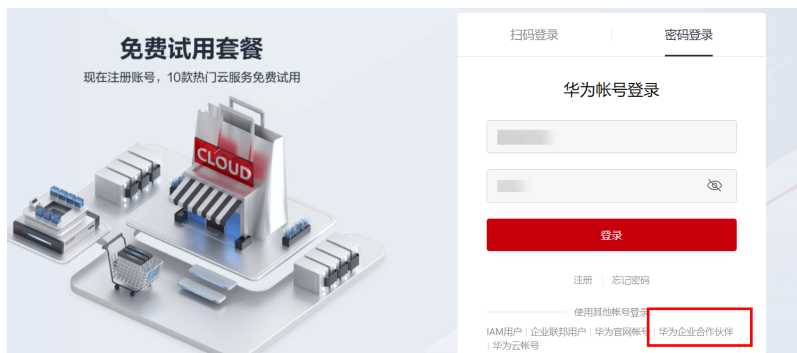 免费试用套餐
现在注册账号，10款热门云服务免费试用
CLOUD
扫码登录 密码登录
华为帐号登录
登录
注册 | 忘记密码
使用其他帐号登录
IAM用户 | 企业联邦用户 | 华为官网帐号 | 华为企业合作伙伴
| 华为云帐号